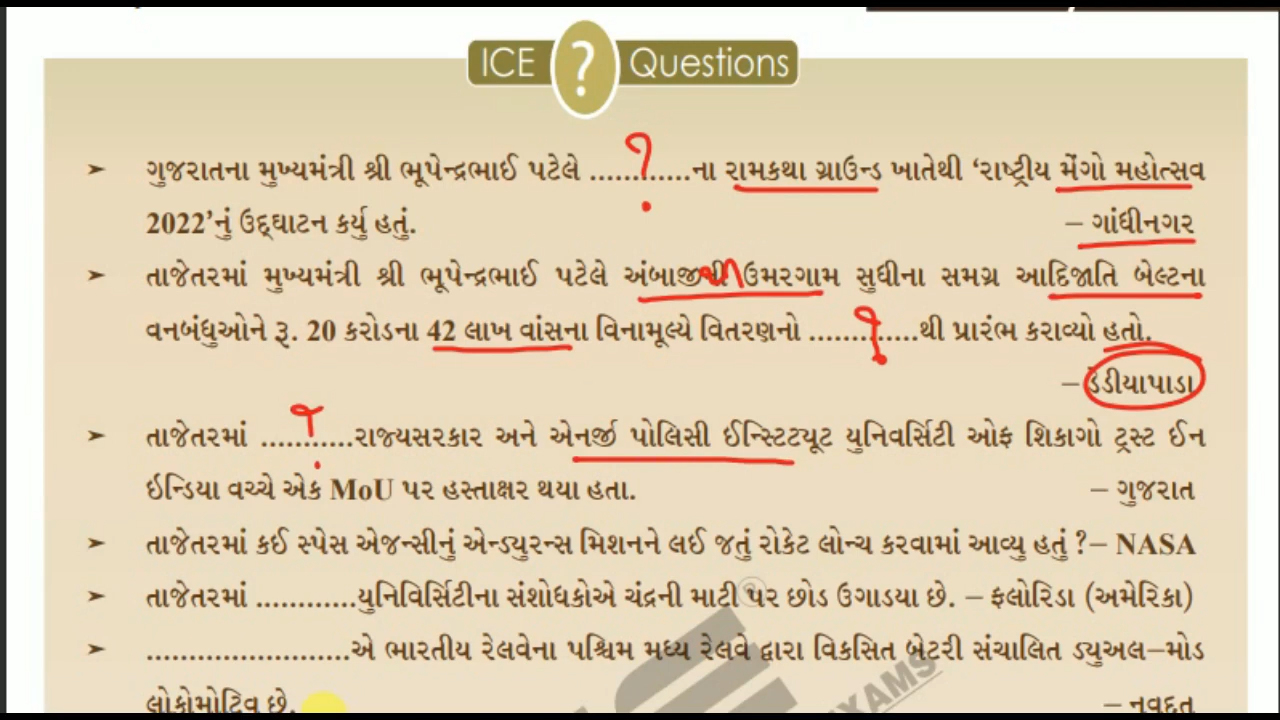 ICE ? Questions
➤ ગુજરાતના મુખ્યમંત્રી શ્રી ભૂપેન્દ્રભાઈ પટેલે ............ના રામકથા ગ્રાઉન્ડ ખાતેથી ‘રાષ્ટ્રીય મેંગો મહોત્સવ
2022’નું ઉદ્ઘાટન કર્યુ હતું. – ગાંધીનગર
➤ તાજેતરમાં મુખ્યમંત્રી શ્રી ભૂપેન્દ્રભાઈ પટેલે અંબાજીથી ઉમરગામ સુધીના સમગ્ર આદિજાતિ બેલ્ટના
વનબંધુઓને રૂ. 20 કરોડના 42 લાખ વાંસના વિનામૂલ્યે વિતરણનો .............થી પ્રારંભ કરાવ્યો હતો.
– ડેડીયાપાડા
➤ તાજેતરમાં ...........રાજ્યસરકાર અને એનર્જી પોલિસી ઈન્સ્ટિટ્યૂટ યુનિવર્સિટી ઓફ શિકાગો ટ્રસ્ટ ઈન
ઇન્ડિયા વચ્ચે એક MoU પર હસ્તાક્ષર થયા હતા. – ગુજરાત
➤ તાજેતરમાં કઈ સ્પેસ એજન્સીનું એન્ડ્યુરન્સ મિશનને લઈ જતું રોકેટ લોન્ચ કરવામાં આવ્યુ હતું ?– NASA
➤ તાજેતરમાં ............યુનિવિર્સિટીના સંશોધકોએ ચંદ્રની માટી પર છોડ ઉગાડયા છે. – ફ્લોરિડા (અમેરિકા)
➤ ........................એ ભારતીય રેલવેના પશ્ચિમ મધ્ય રેલવે દ્વારા વિકસિત બેટરી સંચાલિત ડ્યુઅલ–મોડ
લોકોમોટિવ છે. – નવદૂત
EXAMS